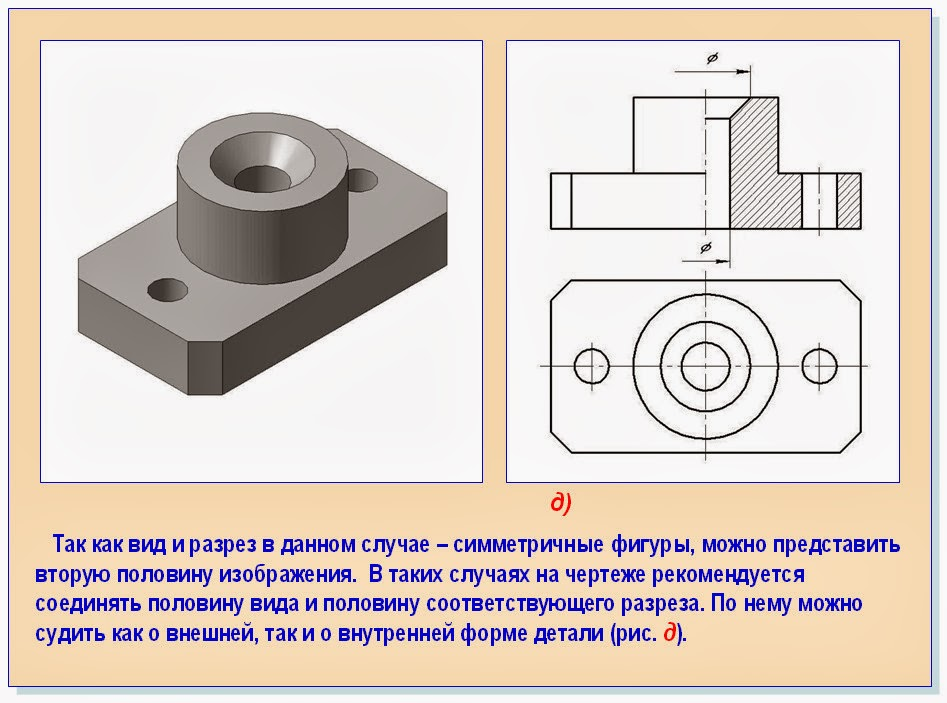 ⌀
⌀
д)
Так как вид и разрез в данном случае – симметричные фигуры, можно представить
вторую половину изображения. В таких случаях на чертеже рекомендуется
соединять половину вида и половину соответствующего разреза. По нему можно
судить как о внешней, так и о внутренней форме детали (рис. д).